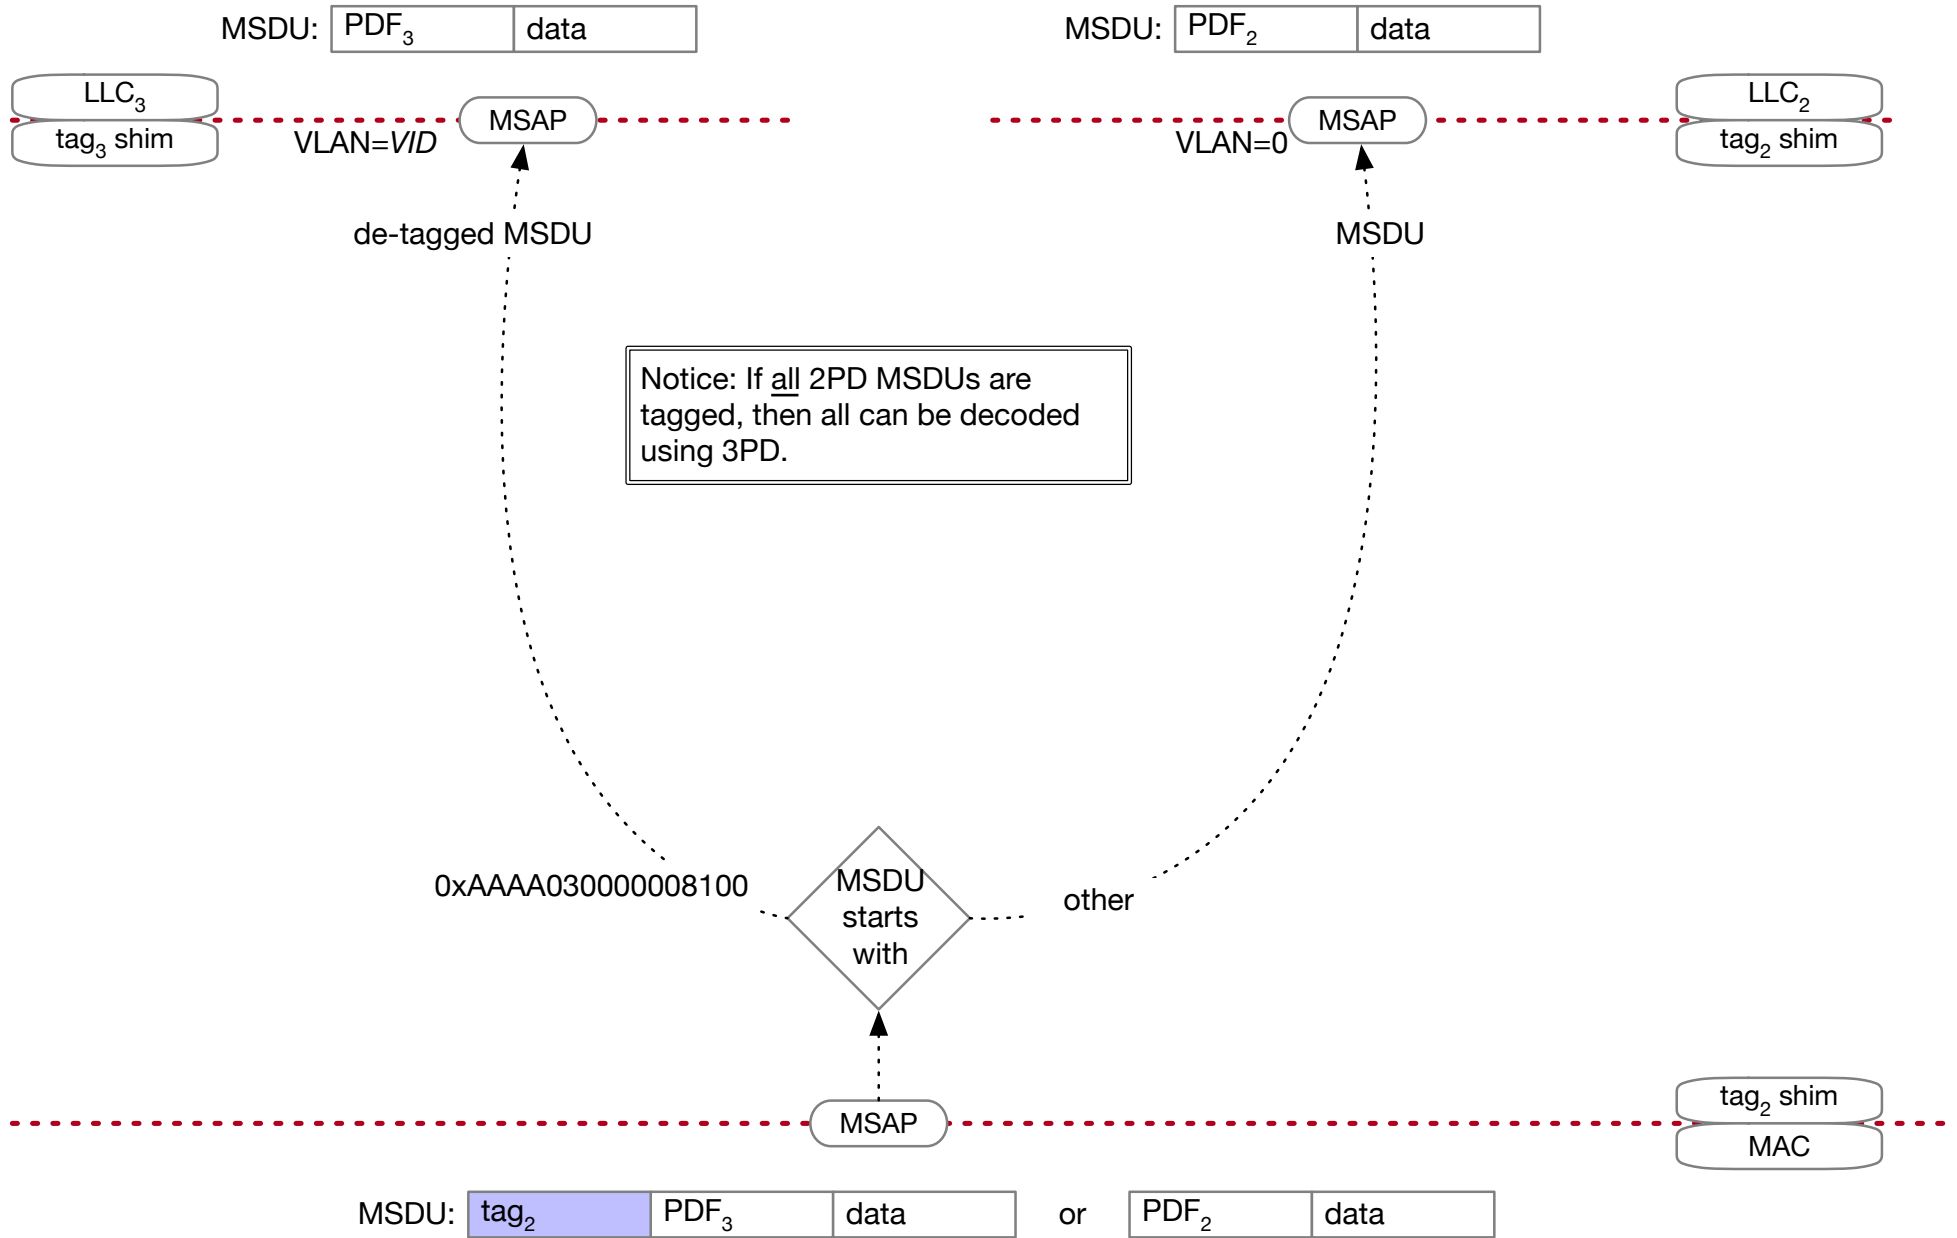 MSDU: PDF3 data
MSDU: PDF2 data
LLC3
tag3 shim
VLAN=VID
MSAP
VLAN=0
MSAP
LLC2
tag2 shim
de-tagged MSDU
MSDU
Notice: If all 2PD MSDUs are
tagged, then all can be decoded
using 3PD.
0xAAAA030000008100
MSDU
starts
with
other
MSAP
tag2 shim
MAC
MSDU: tag2 PDF3 data or PDF2 data